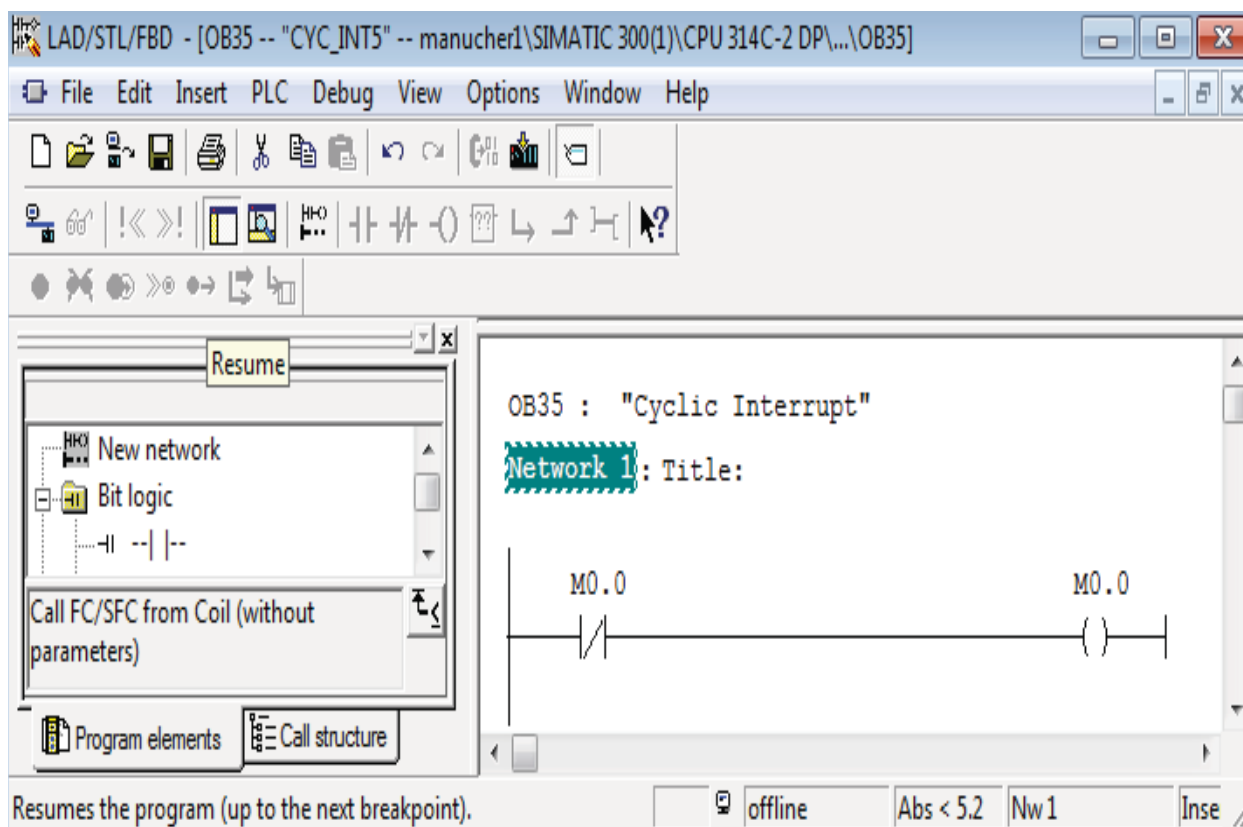 LAD/STL/FBD - [OB35 -- "CYC_INT5" -- manucher1\SIMATIC 300(1)\CPU 314C-2 DP\...\OB35]
File Edit Insert PLC Debug View Options Window Help
Resume
New network
Bit logic
--| |--
Call FC/SFC from Coil (without
parameters)
Program elements
Call structure
OB35 : "Cyclic Interrupt"
Network 1: Title:
M0.0 M0.0
Resumes the program (up to the next breakpoint).
offline
Abs < 5.2
Nw 1
Inse